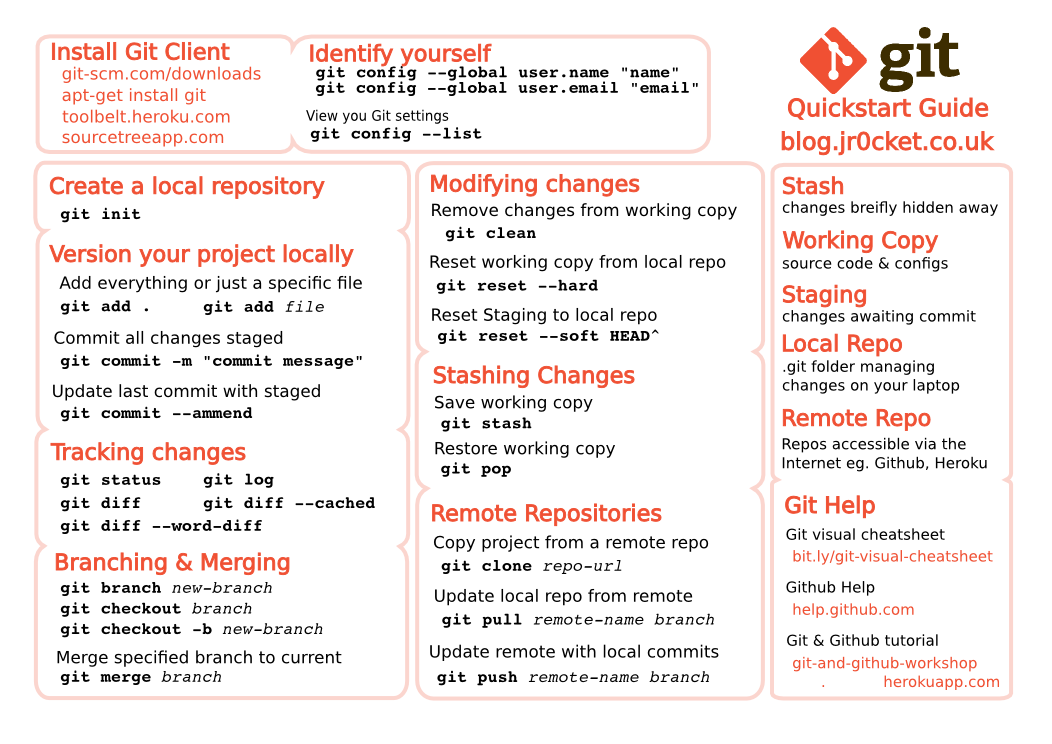 Install Git Client
git-scm.com/downloads
apt-get install git
toolbelt.heroku.com
sourcetreeapp.com
Identify yourself
git config --global user.name "name"
git config --global user.email "email"
View you Git settings
git config --list
git
Quickstart Guide
blog.jr0cket.co.uk
Create a local repository
git init
Version your project locally
Add everything or just a specific file
git add . git add file
Commit all changes staged
git commit -m "commit message"
Update last commit with staged
git commit --ammend
Tracking changes
git status git log
git diff git diff --cached
git diff --word-diff
Branching & Merging
git branch new-branch
git checkout branch
git checkout -b new-branch
Merge specified branch to current
git merge branch
Modifying changes
Remove changes from working copy
git clean
Reset working copy from local repo
git reset --hard
Reset Staging to local repo
git reset --soft HEAD^
Stashing Changes
Save working copy
git stash
Restore working copy
git pop
Remote Repositories
Copy project from a remote repo
git clone repo-url
Update local repo from remote
git pull remote-name branch
Update remote with local commits
git push remote-name branch
Stash
changes breifly hidden away
Working Copy
source code & configs
Staging
changes awaiting commit
Local Repo
.git folder managing
changes on your laptop
Remote Repo
Repos accessible via the
Internet eg. Github, Heroku
Git Help
Git visual cheatsheet
bit.ly/git-visual-cheatsheet
Github Help
help.github.com
Git & Github tutorial
git-and-github-workshop
. herokuapp.com